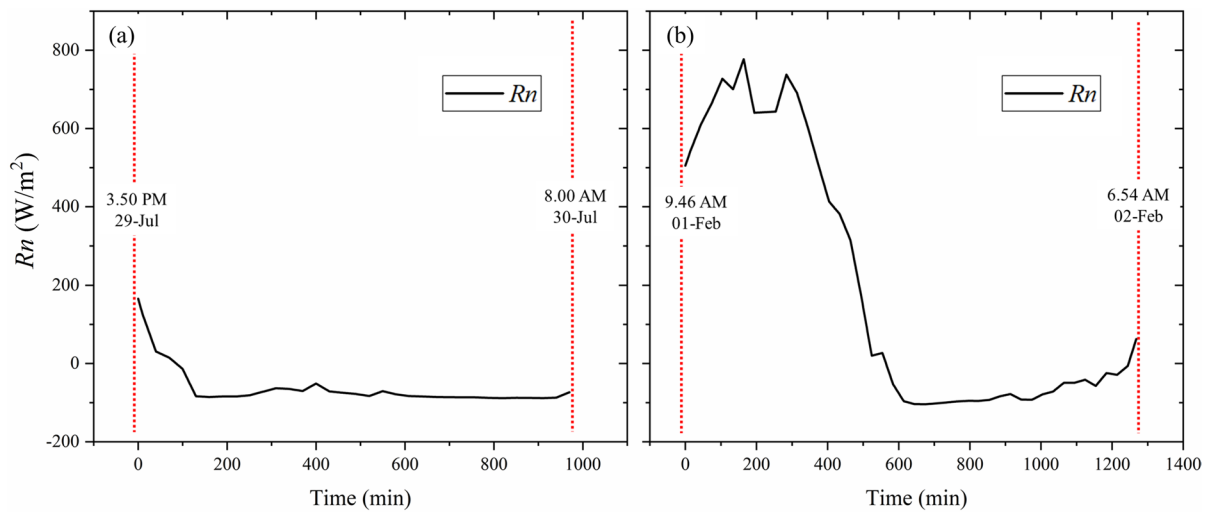 (a)
(b)
Rn
Rn
Rn (W/m²)
800
600
400
200
0
-200
3.50 PM
29-Jul
8.00 AM
30-Jul
9.46 AM
01-Feb
6.54 AM
02-Feb
0 200 400 600 800 1000
0 200 400 600 800 1000 1200 1400
Time (min)
Time (min)